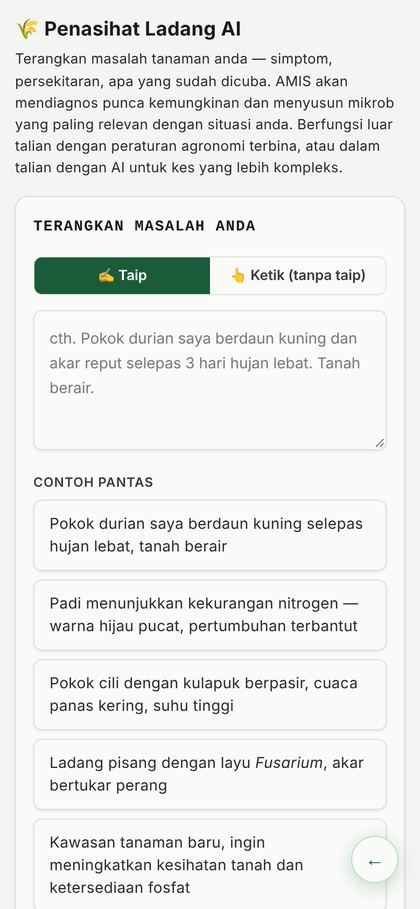 🌾 Penasihat Ladang AI
Terangkan masalah tanaman anda — simptom,
persekitaran, apa yang sudah dicuba. AMIS akan
mendiagnos punca kemungkinan dan menyusun mikrob
yang paling relevan dengan situasi anda. Berfungsi luar
talian dengan peraturan agronomi terbina, atau dalam
talian dengan AI untuk kes yang lebih kompleks.
TERANGKAN MASALAH ANDA
✍️ Taip
👆 Ketik (tanpa taip)
cth. Pokok durian saya berdaun kuning dan
akar reput selepas 3 hari hujan lebat. Tanah
berair.
CONTOH PANTAS
Pokok durian saya berdaun kuning selepas
hujan lebat, tanah berair
Padi menunjukkan kekurangan nitrogen —
warna hijau pucat, pertumbuhan terbantut
Pokok cili dengan kulapuk berpasir, cuaca
panas kering, suhu tinggi
Ladang pisang dengan layu Fusarium, akar
bertukar perang
Kawasan tanaman baru, ingin
meningkatkan kesihatan tanah dan
ketersediaan fosfat
←